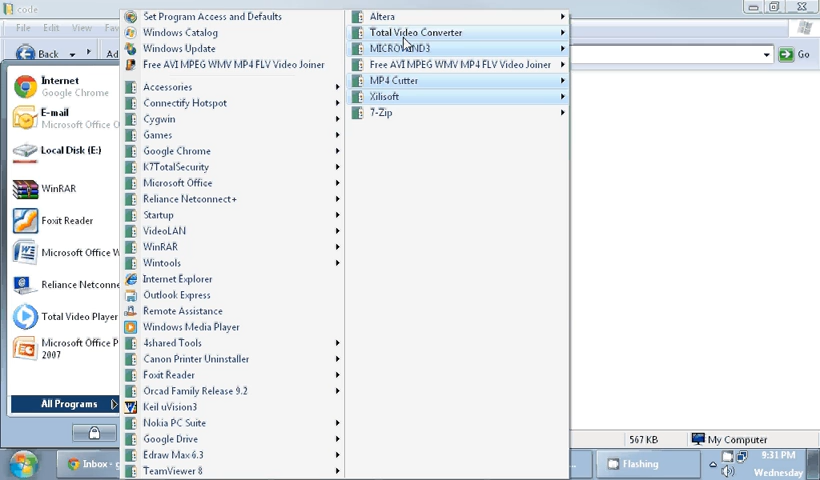 code
File
Edit
View
Back
Go
Internet
Google Chrome
E-mail
Microsoft Office
Local Disk (E:)
WinRAR
Foxit Reader
Microsoft Office
Reliance Netconne
Total Video Player
Microsoft Office
2007
All Programs
Set Program Access and Defaults
Windows Catalog
Windows Update
Free AVI MPEG WMV MP4 FLV Video Joiner
Accessories
Connectify Hotspot
Cygwin
Games
Google Chrome
K7TotalSecurity
Microsoft Office
Reliance Netconnect+
Startup
VideoLAN
WinRAR
Wintools
Internet Explorer
Outlook Express
Remote Assistance
Windows Media Player
4shared Tools
Canon Printer Uninstaller
Foxit Reader
Orcad Family Release 9.2
Keil uVision3
Nokia PC Suite
Google Drive
Edraw Max 6.3
TeamViewer 8
Altera
Total Video Converter
MICROWIND3
Free AVI MPEG WMV MP4 FLV Video Joiner
MP4 Cutter
Xilisoft
7-Zip
567 KB
My Computer
Inbox - g
Flashing
9:31 PM
Wednesday